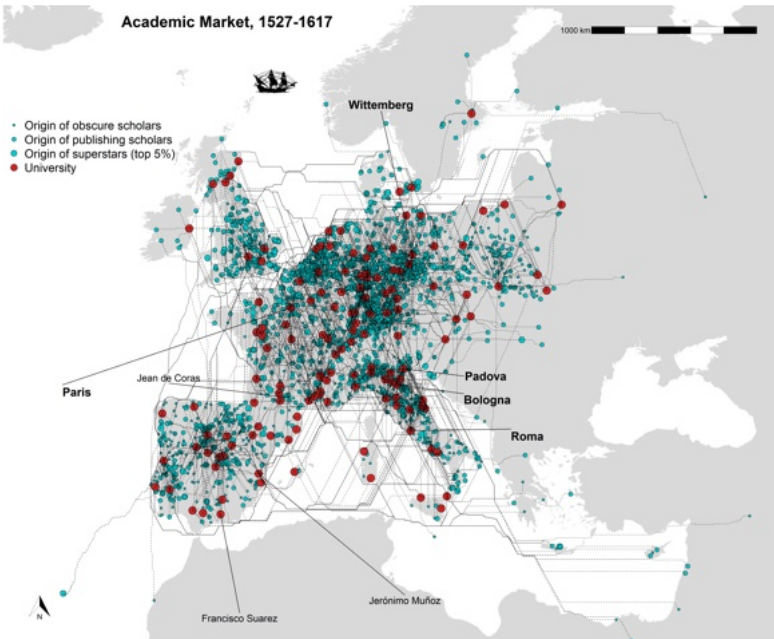 Academic Market, 1527-1617
1000 km
Wittemberg
Origin of obscure scholars
Origin of publishing scholars
Origin of superstars (top 5%)
University
Padova
Jean de Coras
Paris
Bologna
Roma
Jerónimo Muñoz
N
Francisco Suarez